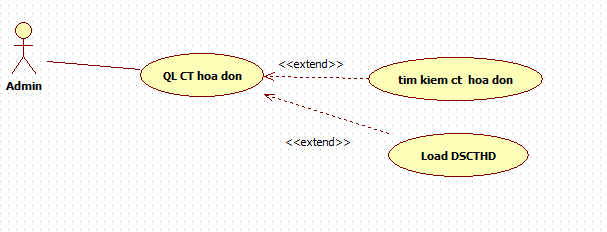 <<extend>>
QL CT hoa don
tim kiem ct  hoa don
Admin
<<extend>>
Load DSCTHD